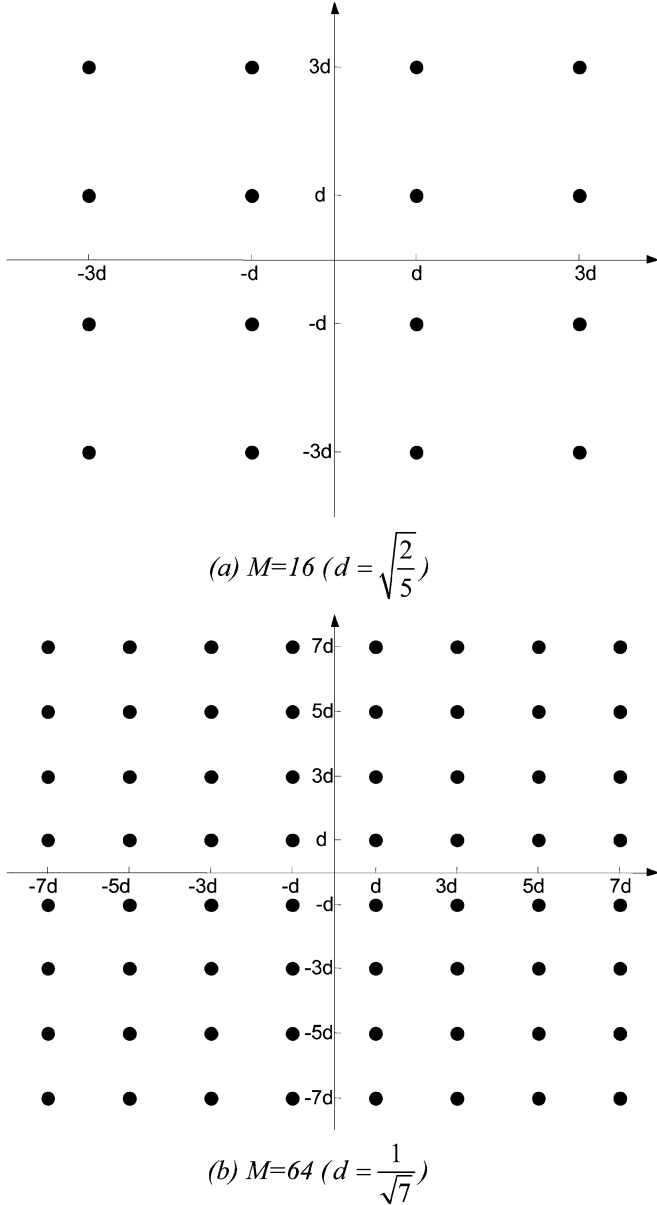 3d
d
-3d -d d 3d
-d
-3d
(a) M=16 (d = √(2/5))
7d
5d
3d
d
-7d -5d -3d -d d 3d 5d 7d
-d
-3d
-5d
-7d
(b) M=64 (d = 1/√7)